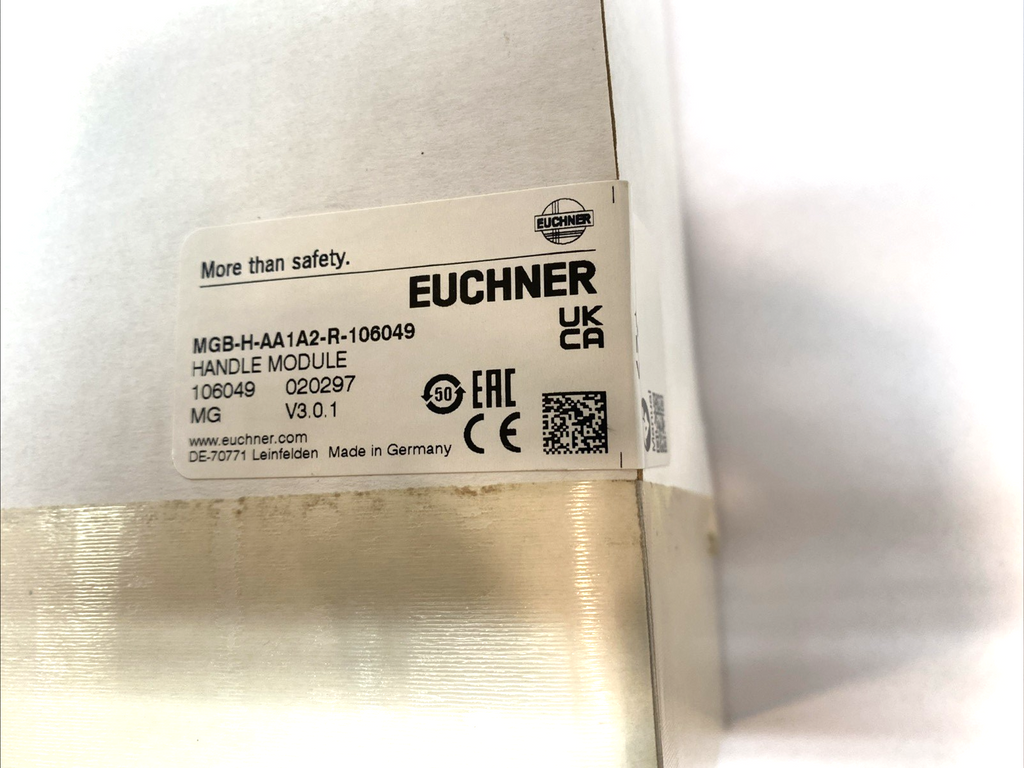 EUCHNER
More than safety.
EUCHNER
UK
CA
MGB-H-AA1A2-R-106049
HANDLE MODULE
106049 020297
MG V3.0.1
50 EAC
CE
www.euchner.com
DE-70771 Leinfelden Made in Germany